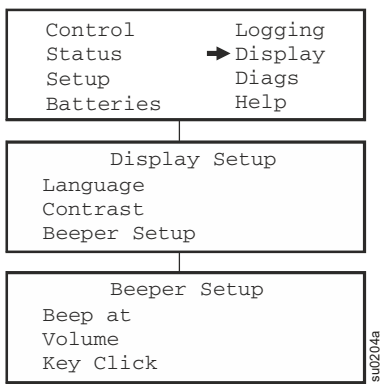 Control Logging
Status Display
Setup Diags
Batteries Help
Display Setup
Language
Contrast
Beeper Setup
Beeper Setup
Beep at
Volume
Key Click
su0204a